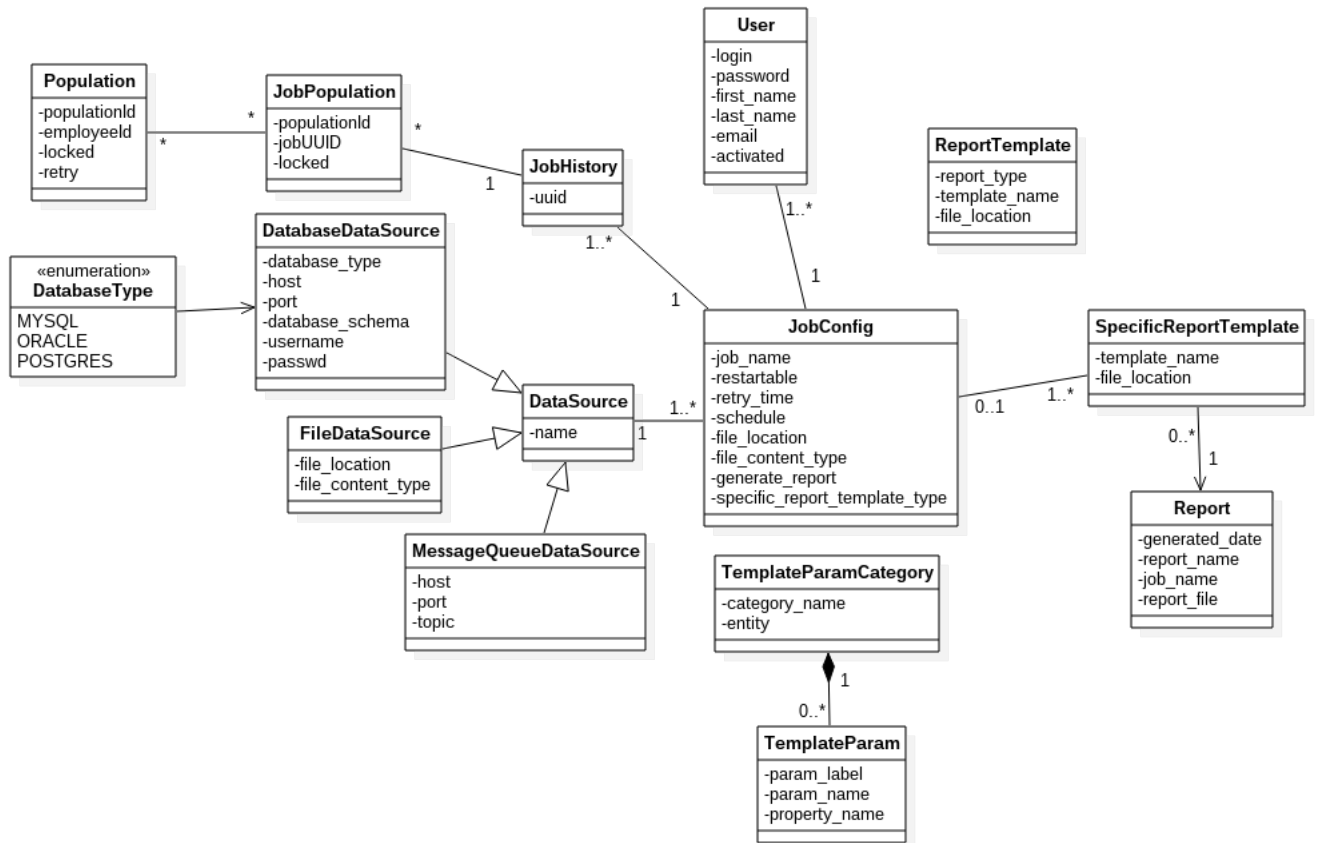 User
-login
-password
-first_name
-last_name
-email
-activated
Population
-populationId
-employeeId
-locked
-retry
*
*
JobPopulation
-populationId
-jobUUID
-locked
*
1
JobHistory
-uuid
1..*
1
1..*
1
ReportTemplate
-report_type
-template_name
-file_location
«enumeration»
DatabaseType
MYSQL
ORACLE
POSTGRES
DatabaseDataSource
-database_type
-host
-port
-database_schema
-username
-passwd
FileDataSource
-file_location
-file_content_type
DataSource
-name
1
1..*
MessageQueueDataSource
-host
-port
-topic
JobConfig
-job_name
-restartable
-retry_time
-schedule
-file_location
-file_content_type
-generate_report
-specific_report_template_type
0..1
1..*
SpecificReportTemplate
-template_name
-file_location
0..*
1
Report
-generated_date
-report_name
-job_name
-report_file
TemplateParamCategory
-category_name
-entity
1
0..*
TemplateParam
-param_label
-param_name
-property_name